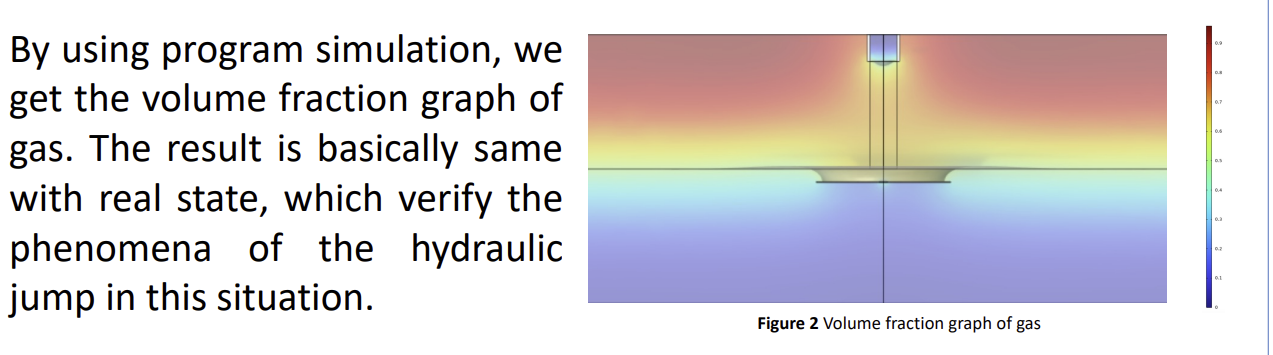 By using program simulation, we
get the volume fraction graph of
gas. The result is basically same
with real state, which verify the
phenomena of the hydraulic
jump in this situation.
0.9
0.8
0.7
0.6
0.5
0.4
0.3
0.2
0.1
0
Figure 2 Volume fraction graph of gas